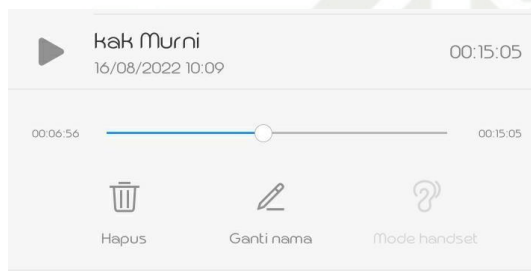 kak Murni
00:15:05
16/08/2022 10:09
00:06:56
00:15:05
Hapus
Ganti nama
Mode handset